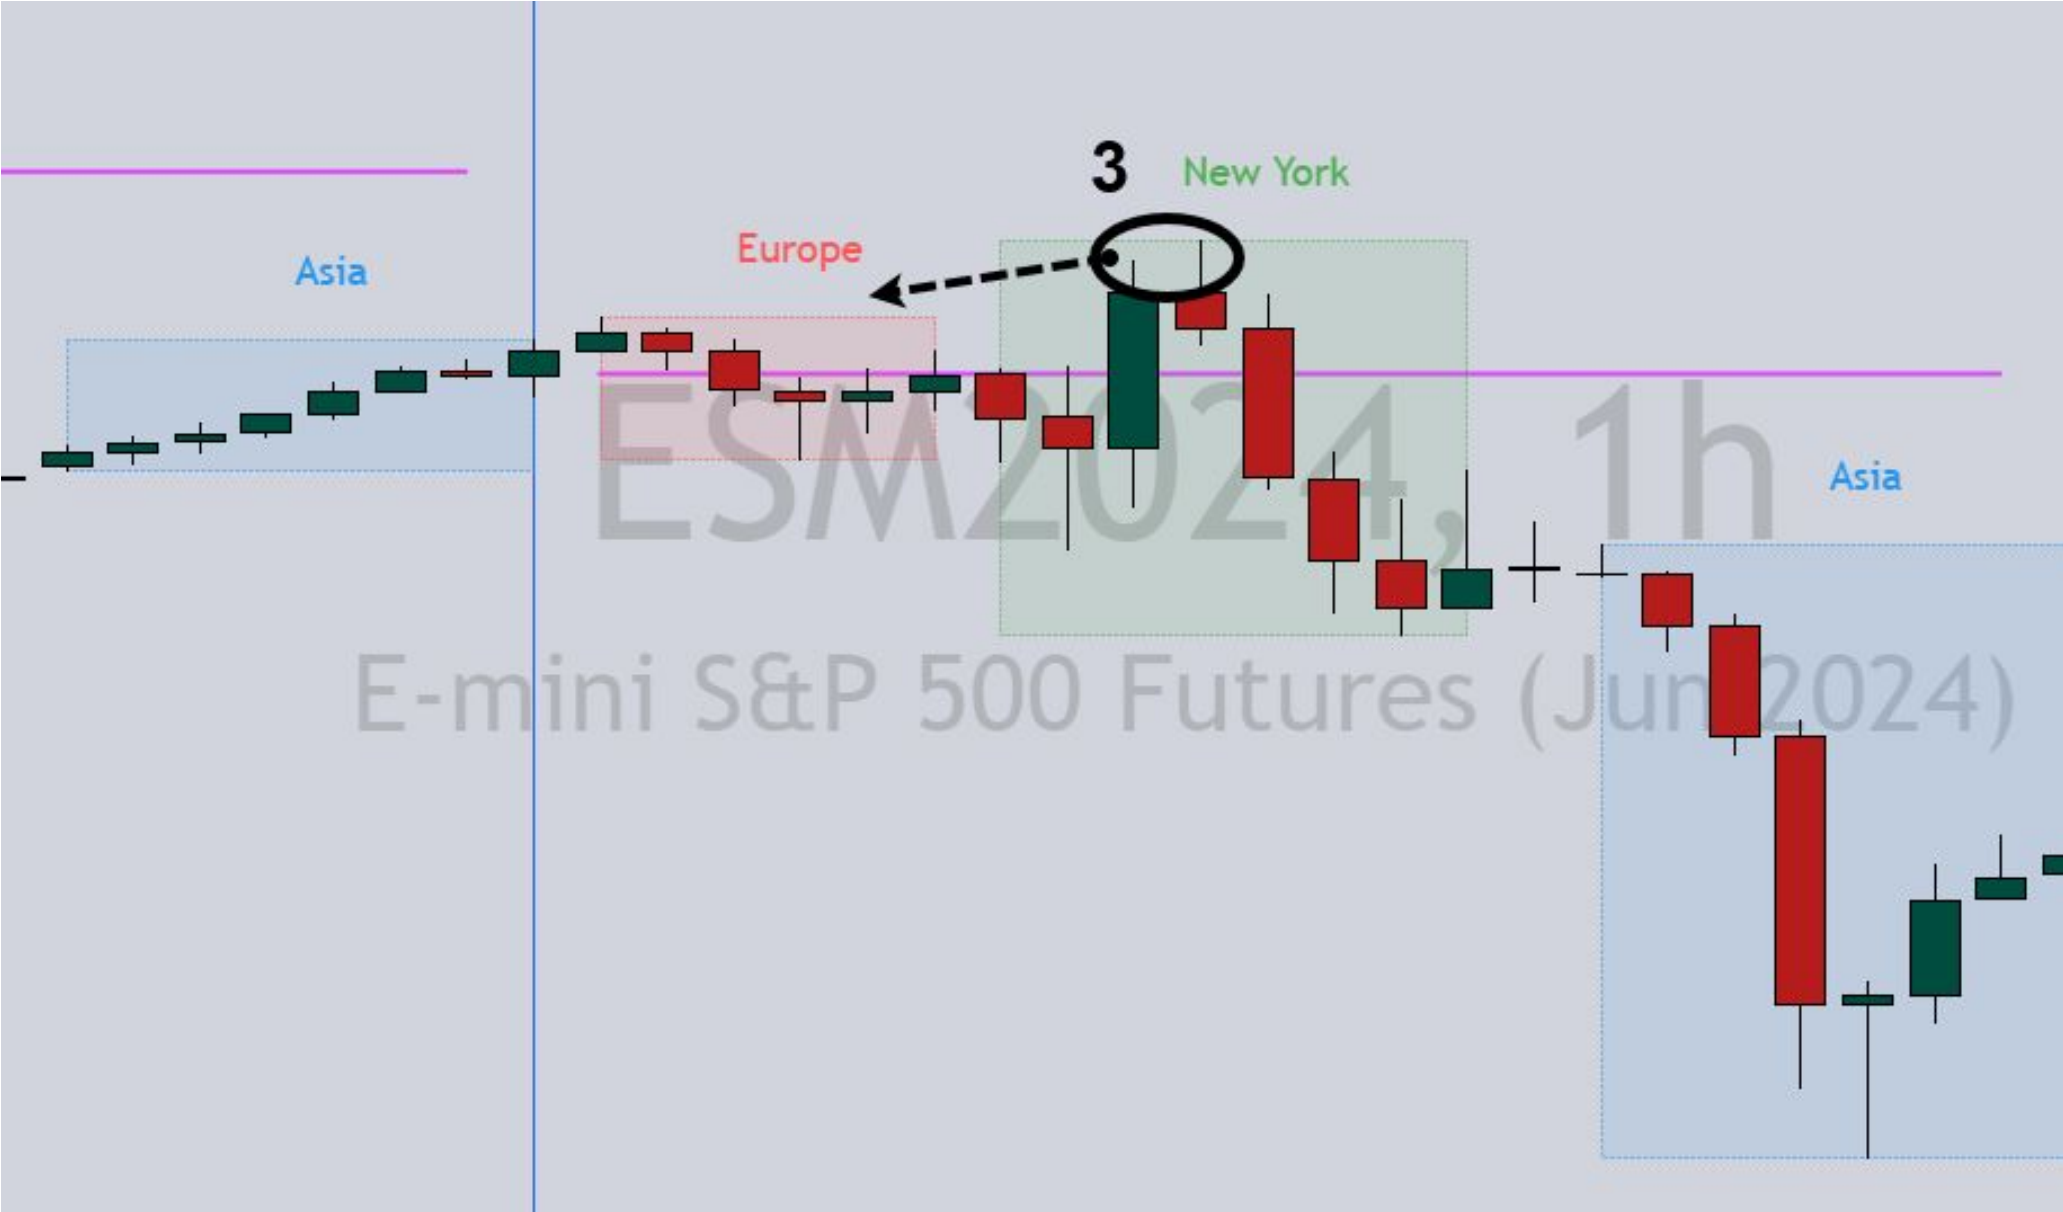 3
New York
Europe
Asia
ESM2024, 1h
Asia
E-mini S&P 500 Futures (Jun 2024)